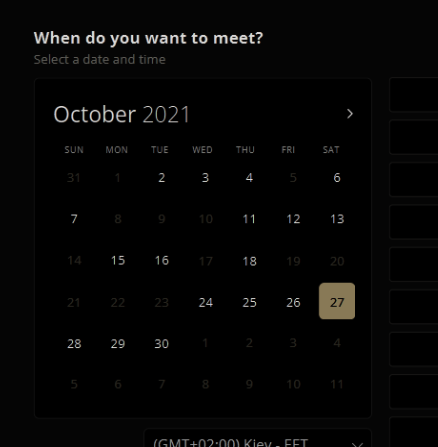 When do you want to meet?
Select a date and time
October 2021
SUN MON TUE WED THU FRI SAT
31 1 2 3 4 5 6
7 8 9 10 11 12 13
14 15 16 17 18 19 20
21 22 23 24 25 26 27
28 29 30 1 2 3 4
5 6 7 8 9 10 11
(GMT+02:00) Kiev - EET